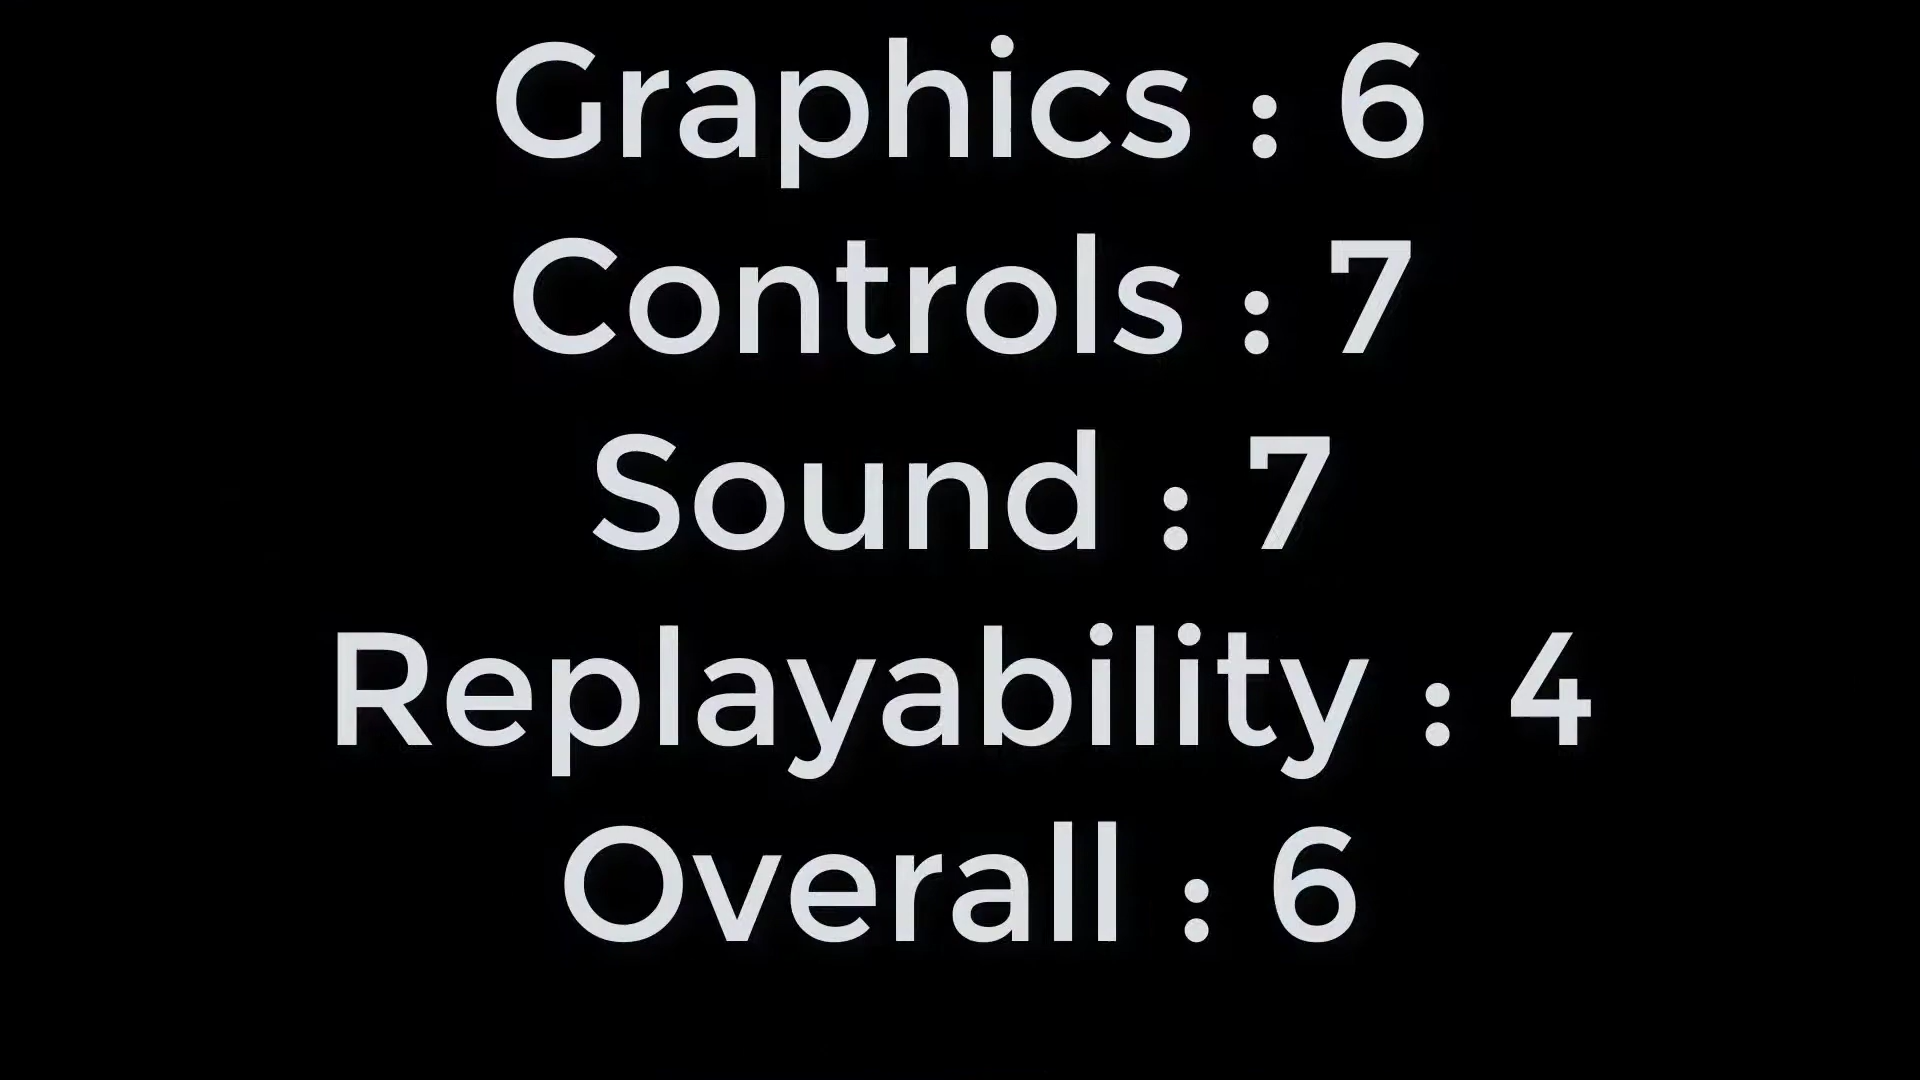 Graphics : 6
Controls : 7
Sound : 7
Replayability : 4
Overall : 6